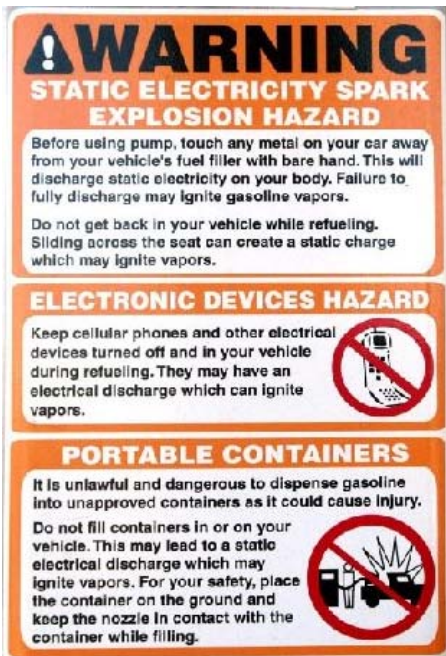 WARNING
STATIC ELECTRICITY SPARK
EXPLOSION HAZARD
Before using pump, touch any metal on your car away
from your vehicle's fuel filler with bare hand. This will
discharge static electricity on your body. Failure to
fully discharge may ignite gasoline vapors.
Do not get back in your vehicle while refueling.
Sliding across the seat can create a static charge
which may ignite vapors.
ELECTRONIC DEVICES HAZARD
Keep cellular phones and other electrical
devices turned off and in your vehicle
during refueling. They may have an
electrical discharge which can ignite
vapors.
PORTABLE CONTAINERS
It is unlawful and dangerous to dispense gasoline
into unapproved containers as it could cause injury.
Do not fill containers in or on your
vehicle. This may lead to a static
electrical discharge which may
ignite vapors. For your safety, place
the container on the ground and
keep the nozzle in contact with the
container while filling.